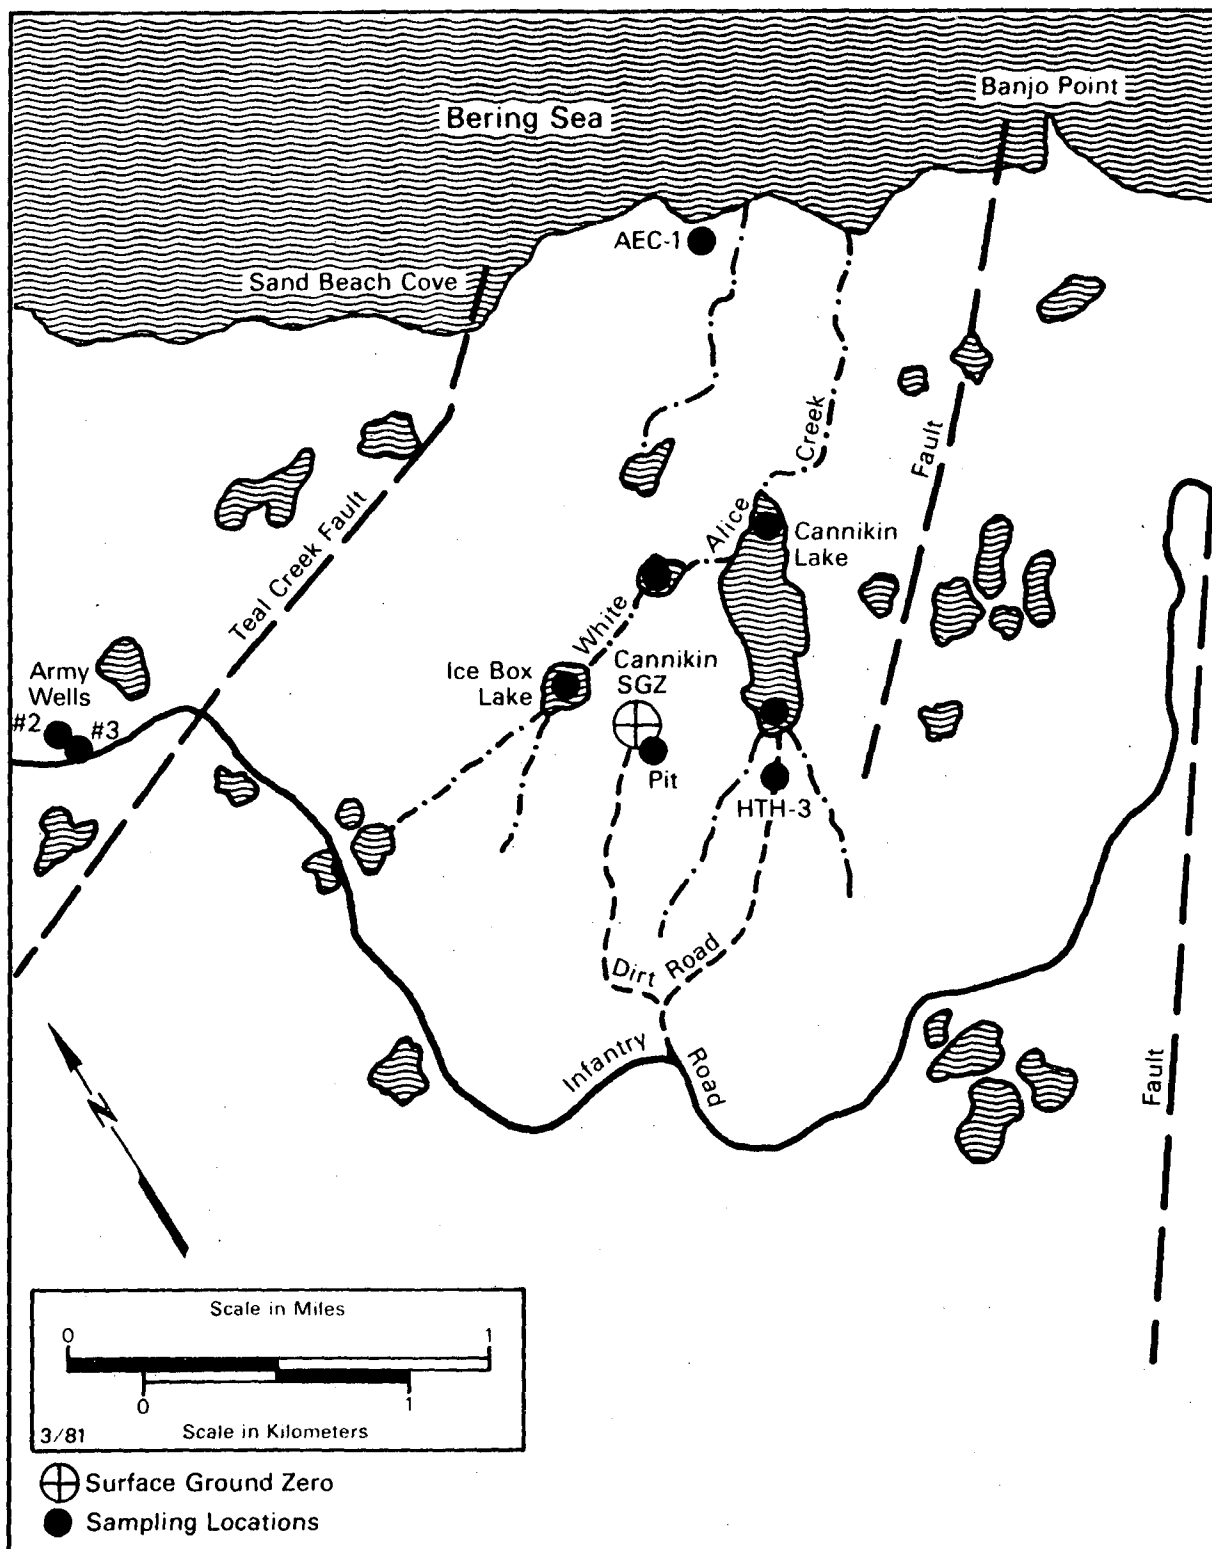 Banjo Point
Bering Sea
AEC-1
Sand Beach Cove
Creek
Fault
Alice
Cannikin
Lake
Teal Creek Fault
White
Cannikin
SGZ
Ice Box
Lake
Army
Wells
#2
#3
Pit
HTH-3
Dirt Road
Infantry Road
Fault
N
Scale in Miles
0 1
0 1
Scale in Kilometers
3/81
Surface Ground Zero
Sampling Locations